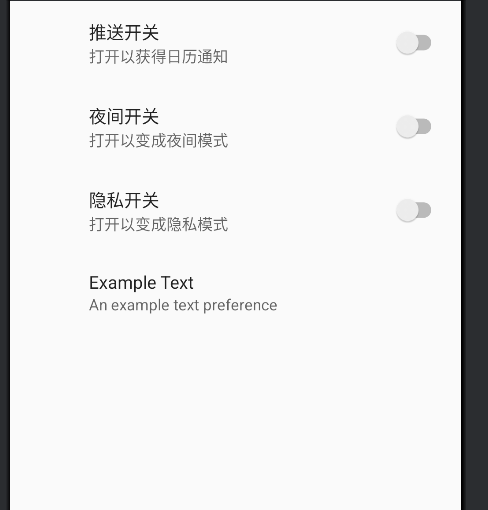 推送开关
打开以获得日历通知
夜间开关
打开以变成夜间模式
隐私开关
打开以变成隐私模式
Example Text
An example text preference